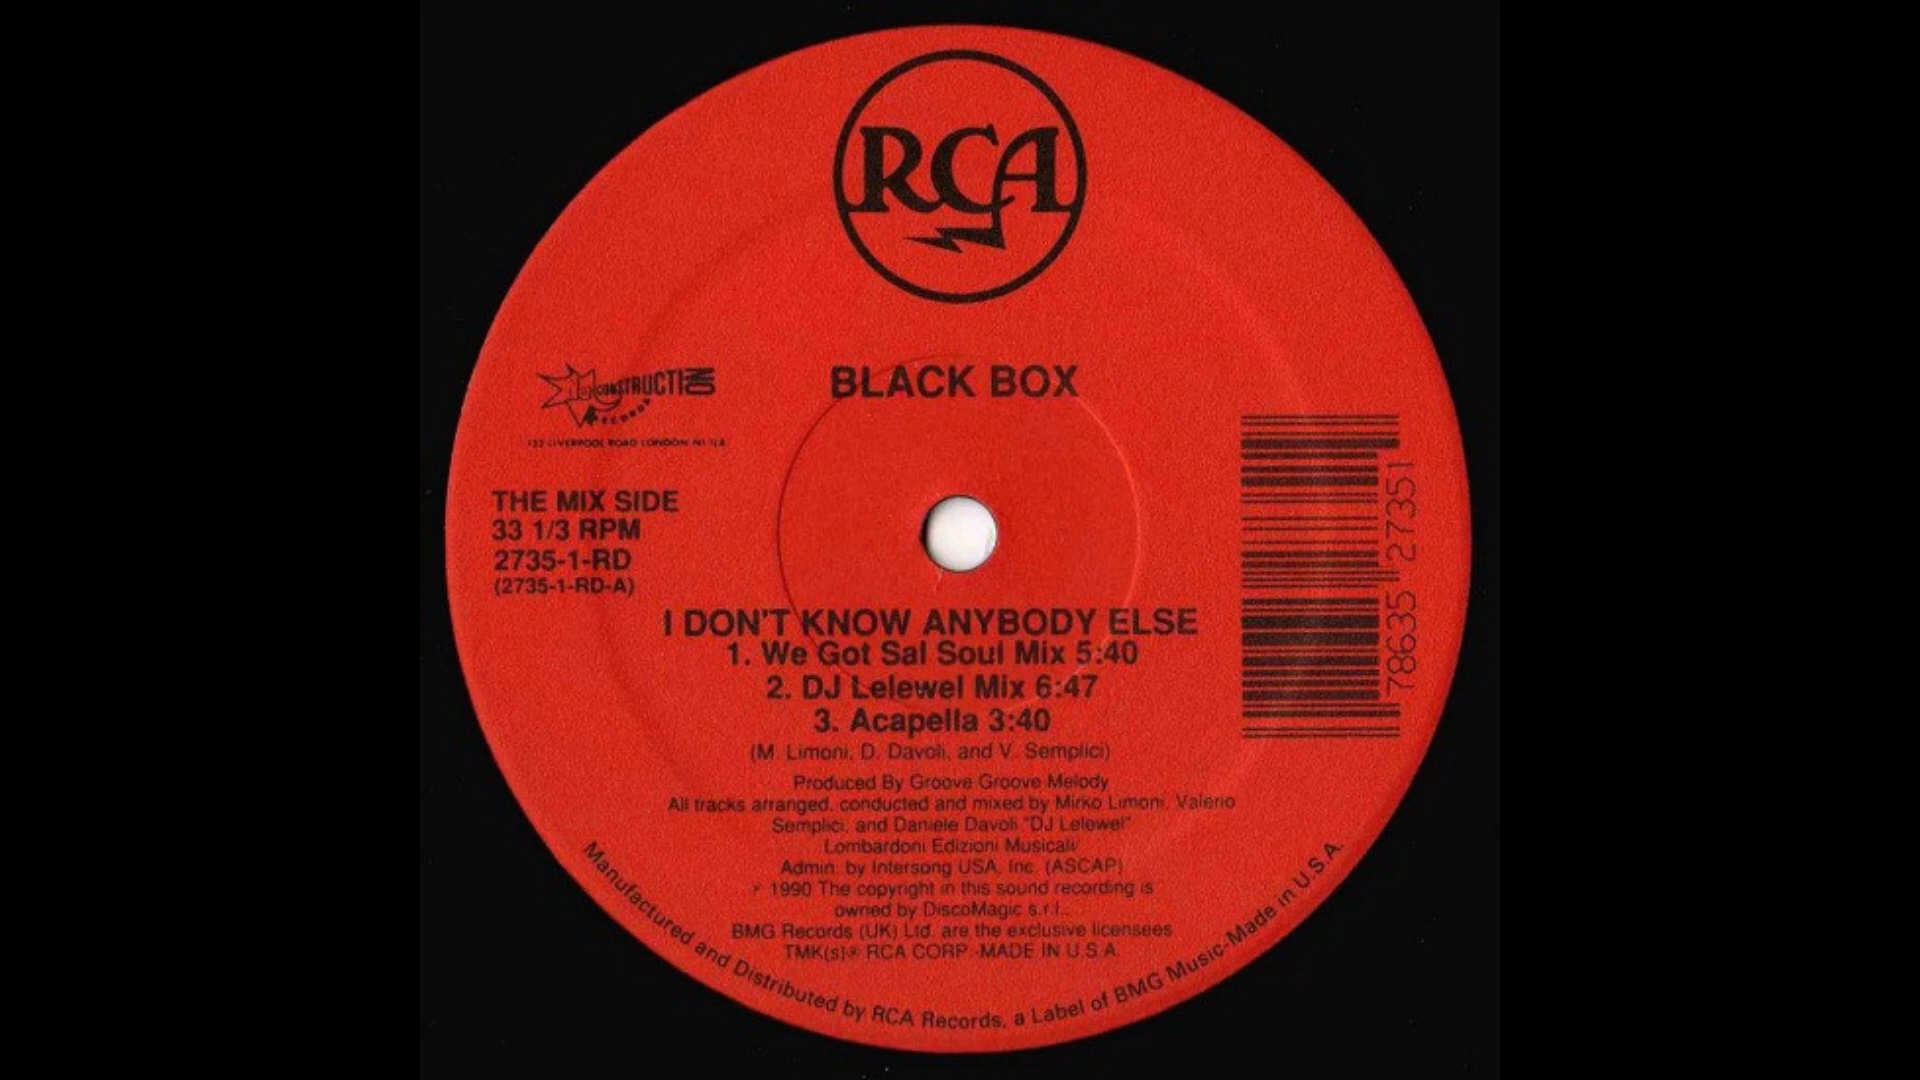 RCA
BLACK BOX
CONSTRUCTION
RECORDS
LIVERPOOL ROAD LONDON
THE MIX SIDE
33 1/3 RPM
2735-1-RD
(2735-1-RD-A)
I DON'T KNOW ANYBODY ELSE
1. We Got Sal Soul Mix 5:40
2. DJ Lelewel Mix 6:47
3. Acapella 3:40
(M. Limoni, D. Davoli, and V. Semplici)
Produced By Groove Groove Melody
All tracks arranged, conducted and mixed by Mirko Limoni, Valerio
Semplici, and Daniele Davoli "DJ Lelewel"
Lombardoni Edizioni Musicali/
Admin. by Intersong USA, Inc. (ASCAP)
℗ 1990 The copyright in this sound recording is
owned by DiscoMagic s.r.l..
BMG Records (UK) Ltd. are the exclusive licensees
TMK(s)® RCA CORP.-MADE IN U.S.A.
Manufactured and Distributed by RCA Records, a Label of BMG Music-Made in U.S.A.
78635 27351